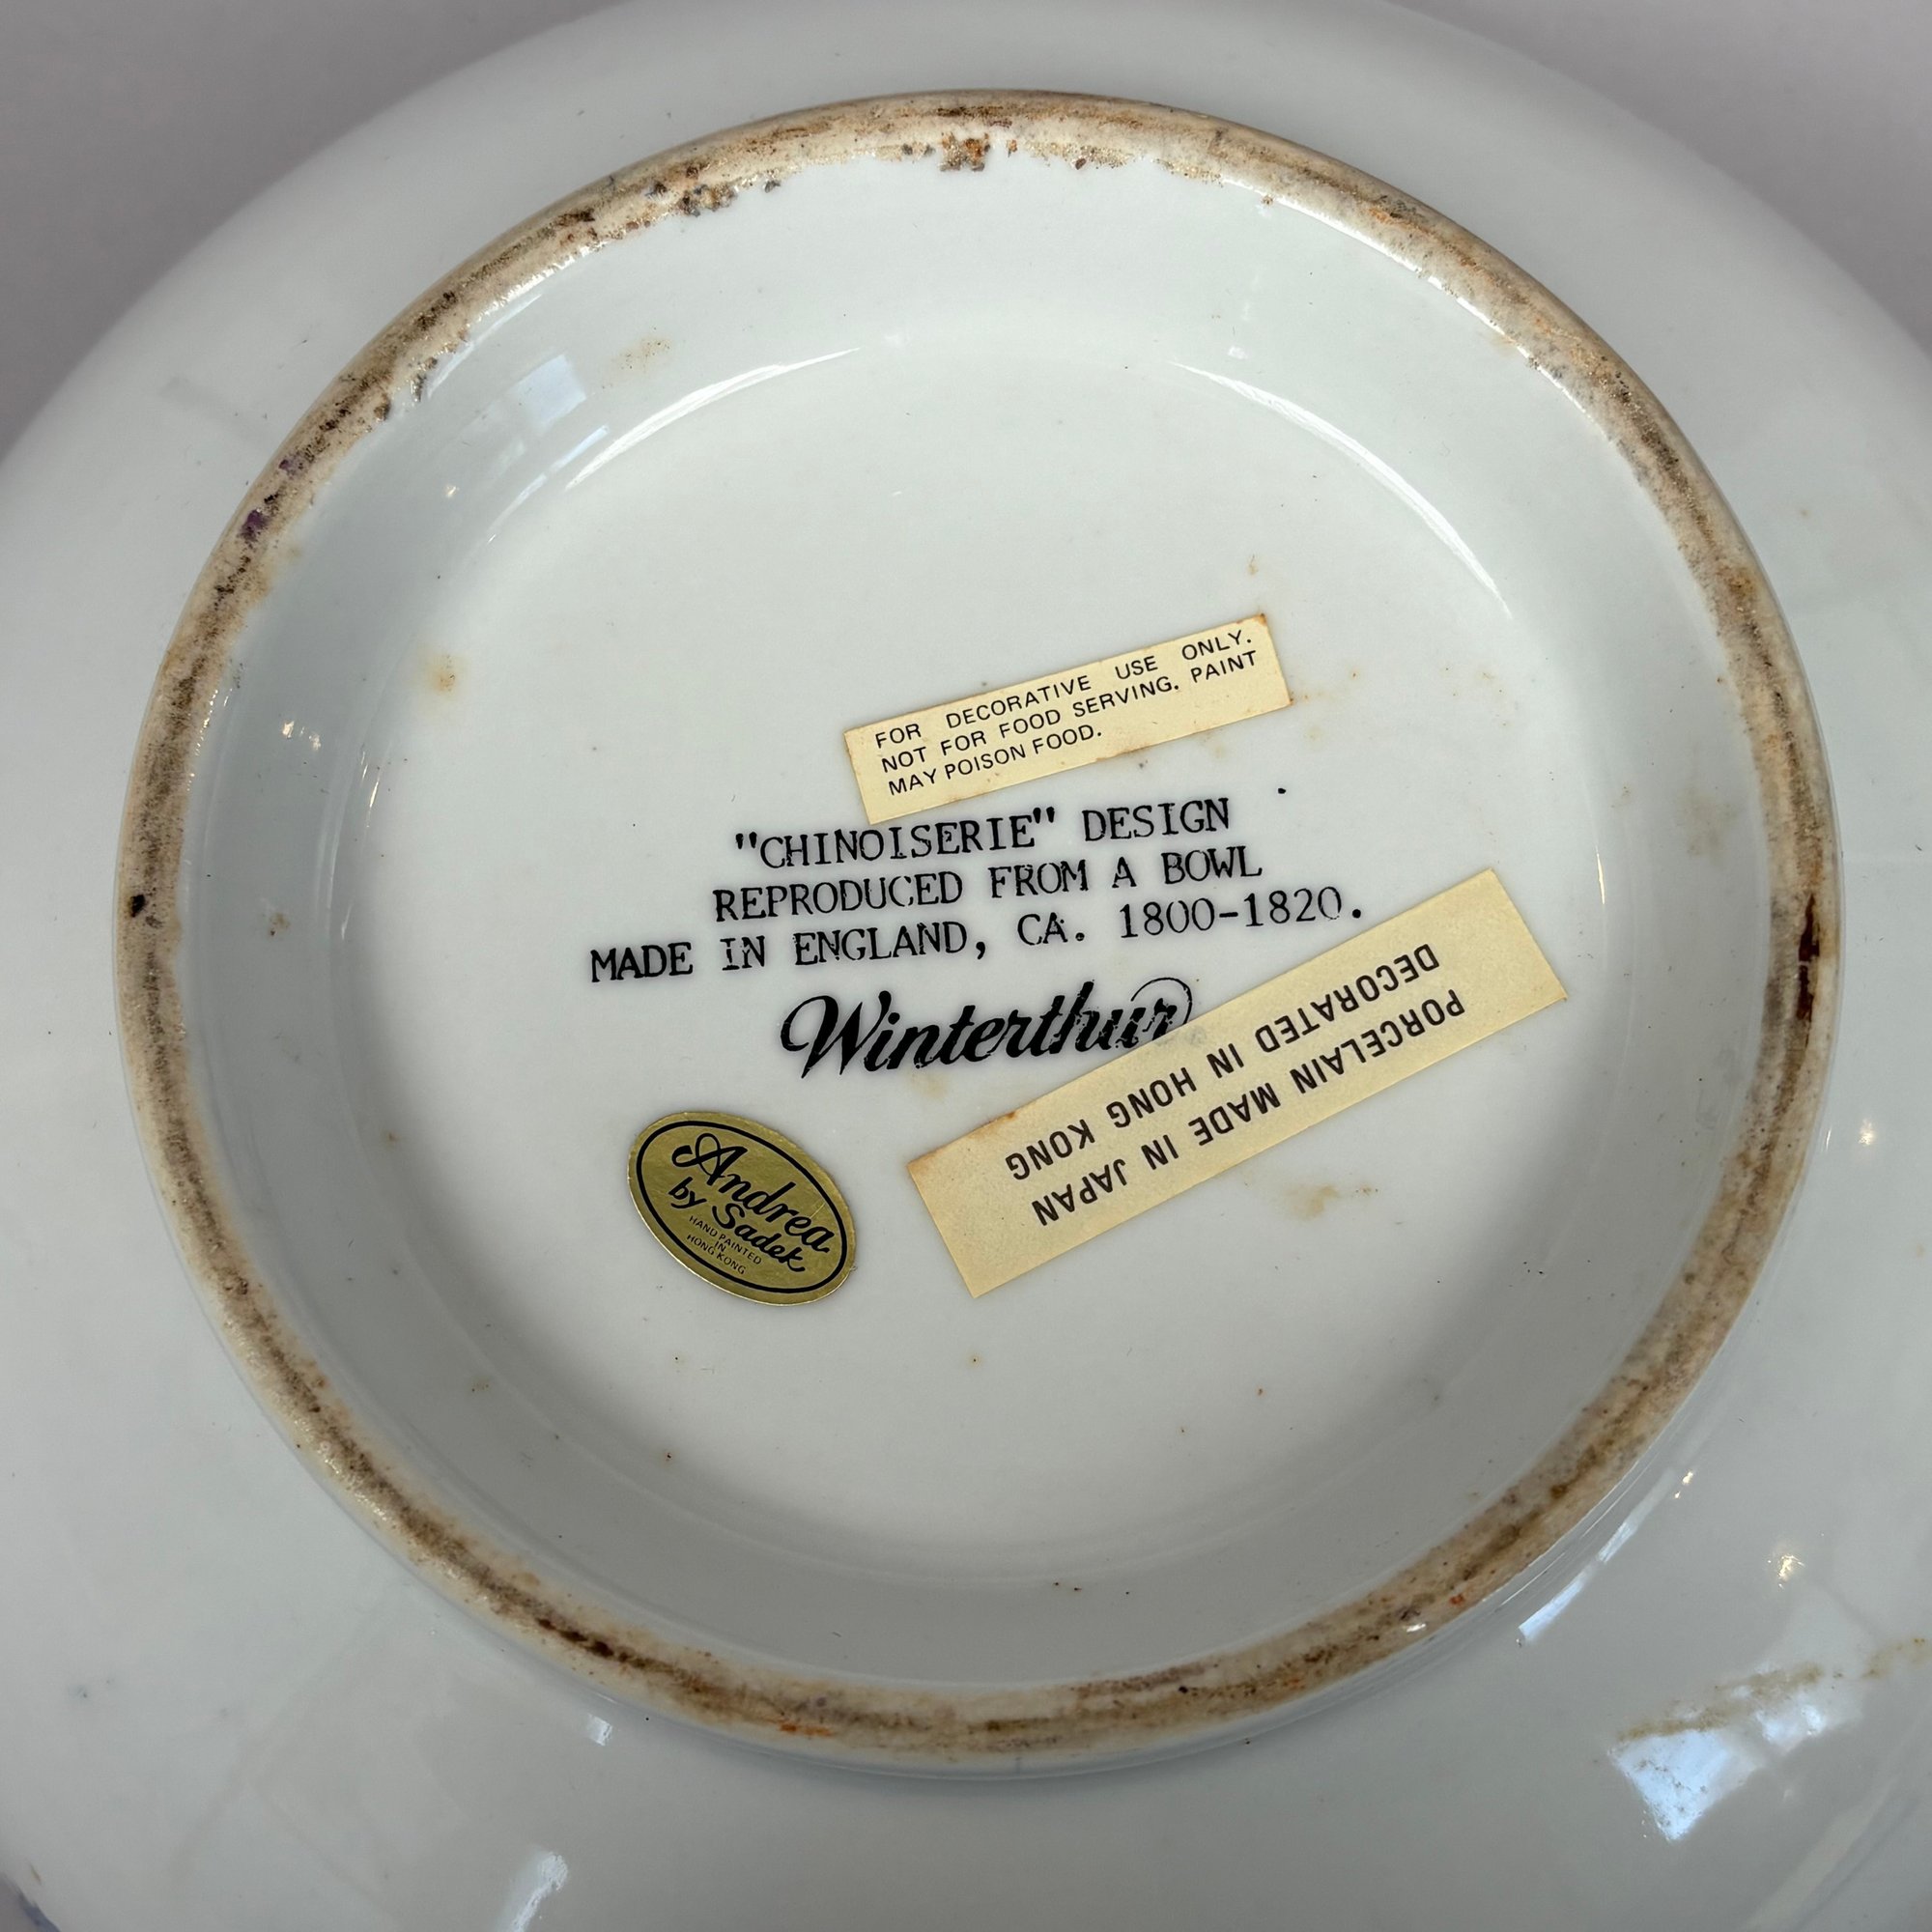 FOR DECORATIVE USE ONLY.
NOT FOR FOOD SERVING. PAINT
MAY POISON FOOD.
"CHINOISERIE" DESIGN
REPRODUCED FROM A BOWL
MADE IN ENGLAND, CA. 1800-1820.
Winterthur
PORCELAIN MADE IN JAPAN
DECORATED IN HONG KONG
Andrea
by Sadek
HAND PAINTED
IN
HONG KONG